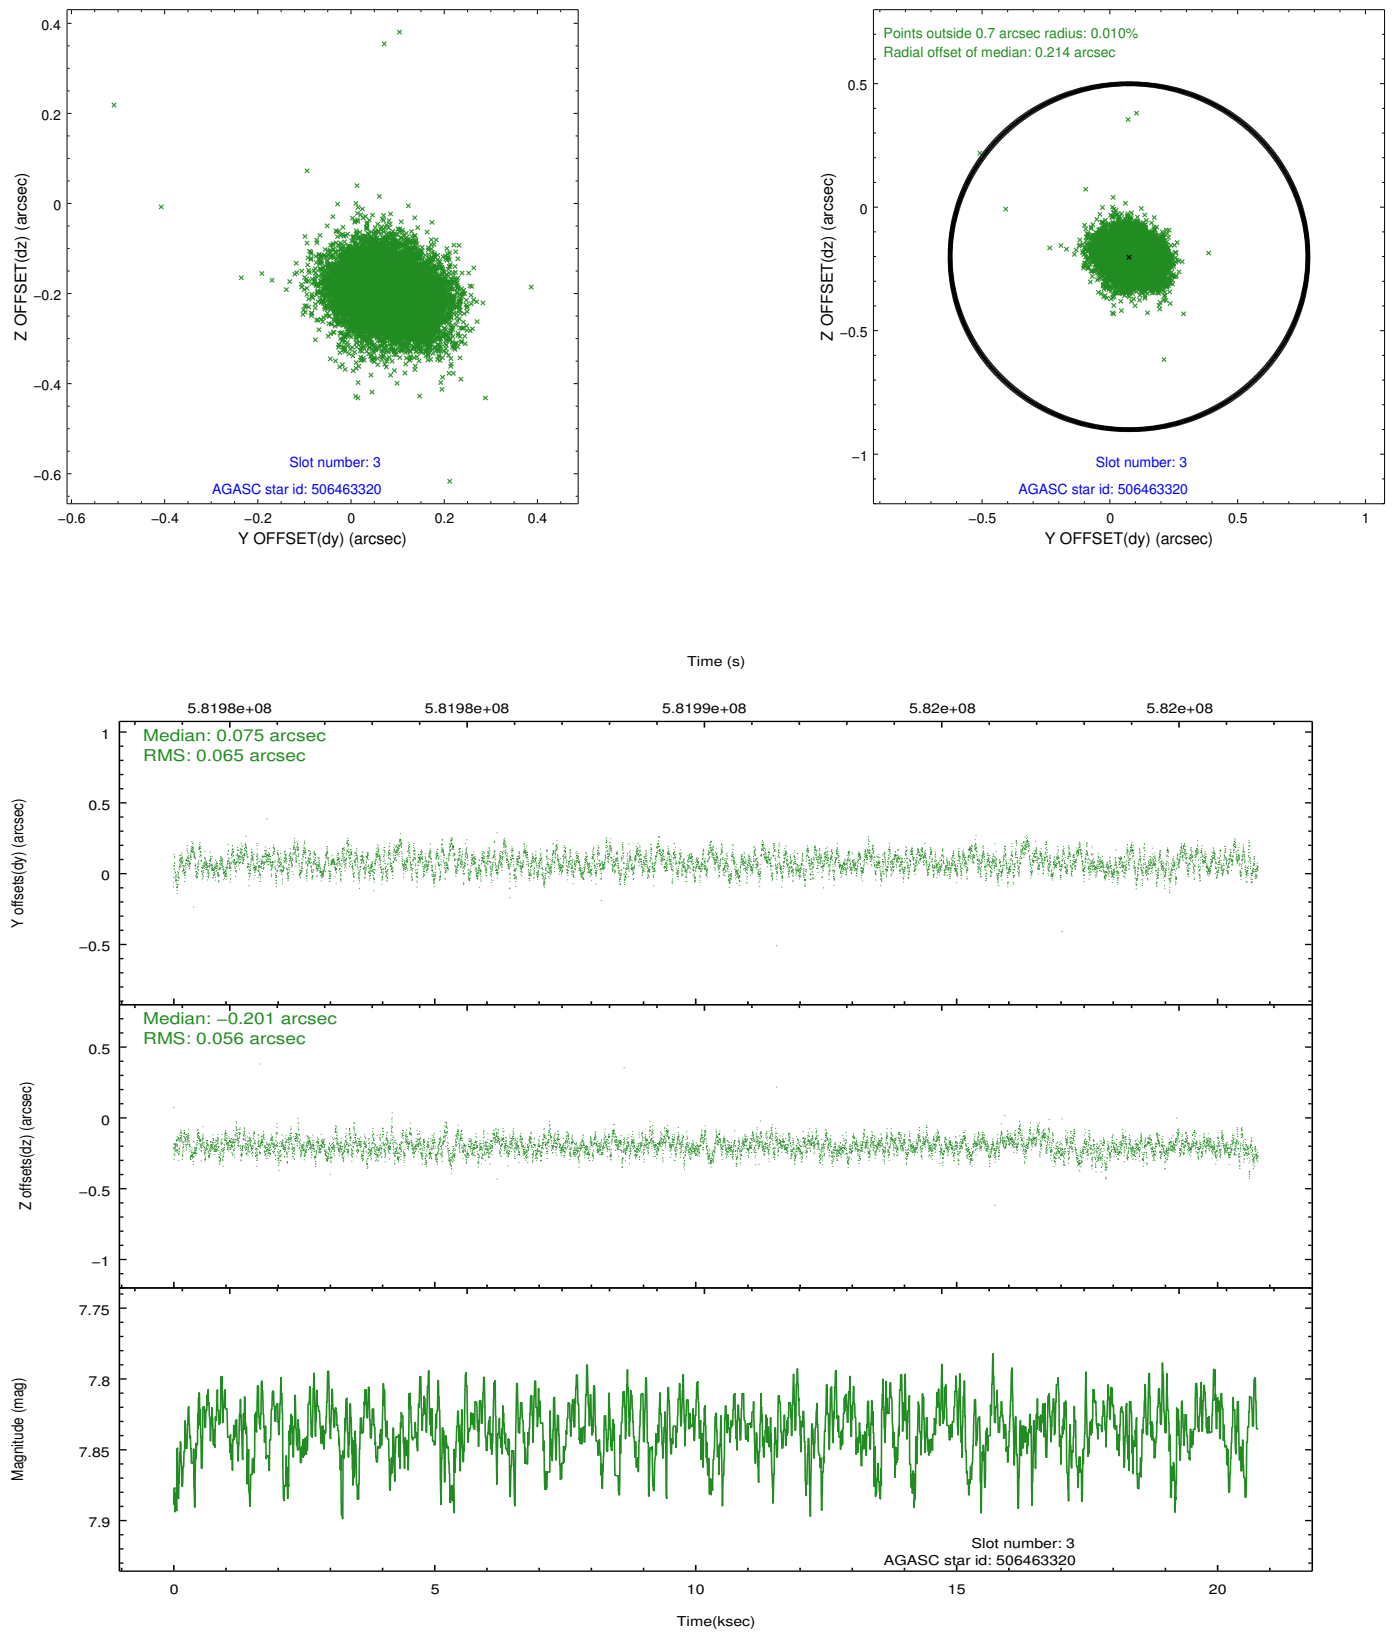 0.4
0.2
0
−0.2
−0.4
−0.6
Z OFFSET(dz) (arcsec)
Slot number: 3
AGASC star id: 506463320
−0.6 −0.4 −0.2 0 0.2 0.4
Y OFFSET(dy) (arcsec)
Points outside 0.7 arcsec radius: 0.010%
Radial offset of median: 0.214 arcsec
0.5
0
−0.5
−1
Z OFFSET(dz) (arcsec)
Slot number: 3
AGASC star id: 506463320
−0.5 0 0.5 1
Y OFFSET(dy) (arcsec)
Time (s)
5.8198e+08 5.8198e+08 5.8199e+08 5.82e+08 5.82e+08
Median: 0.075 arcsec
RMS: 0.065 arcsec
1
0.5
0
−0.5
Y offsets(dy) (arcsec)
Median: −0.201 arcsec
RMS: 0.056 arcsec
0.5
0
−0.5
−1
Z offsets(dz) (arcsec)
7.75
7.8
7.85
7.9
Magnitude (mag)
Slot number: 3
AGASC star id: 506463320
0 5 10 15 20
Time(ksec)